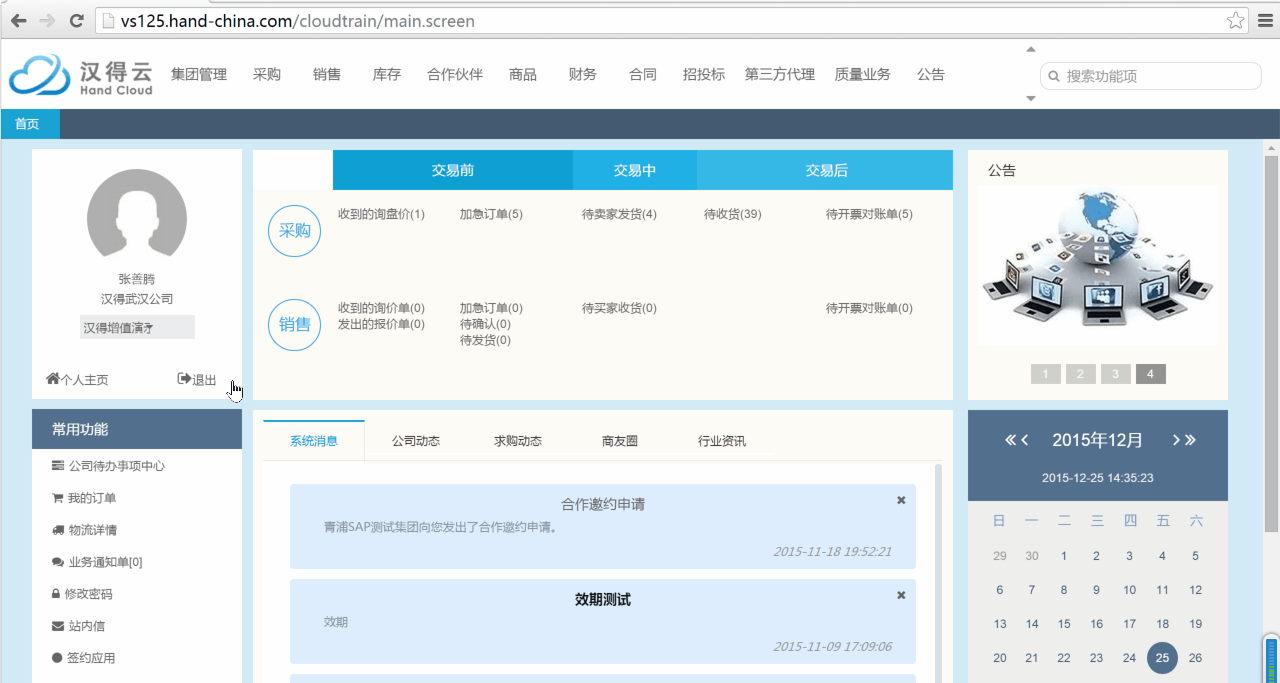 vs125.hand-china.com/cloudtrain/main.screen
汉得云
Hand Cloud
集团管理 采购 销售 库存 合作伙伴 商品 财务 合同 招投标 第三方代理 质量业务 公告
搜索功能项
首页
张善腾
汉得武汉公司
汉得增值演
个人主页 退出
常用功能
公司待办事项中心
我的订单
物流详情
业务通知单[0]
修改密码
站内信
签约应用
交易前 交易中 交易后
采购
收到的询盘价(1) 加急订单(5) 待卖家发货(4) 待收货(39) 待开票对账单(5)
销售
收到的询价单(0) 加急订单(0) 待买家收货(0) 待开票对账单(0)
发出的报价单(0) 待确认(0)
待发货(0)
系统消息 公司动态 求购动态 商友圈 行业资讯
合作邀约申请
青浦SAP测试集团向您发出了合作邀约申请。
2015-11-18 19:52:21
效期测试
效期
2015-11-09 17:09:06
公告
1 2 3 4
2015年12月
2015-12-25 14:35:23
日 一 二 三 四 五 六
29 30 1 2 3 4 5
6 7 8 9 10 11 12
13 14 15 16 17 18 19
20 21 22 23 24 25 26